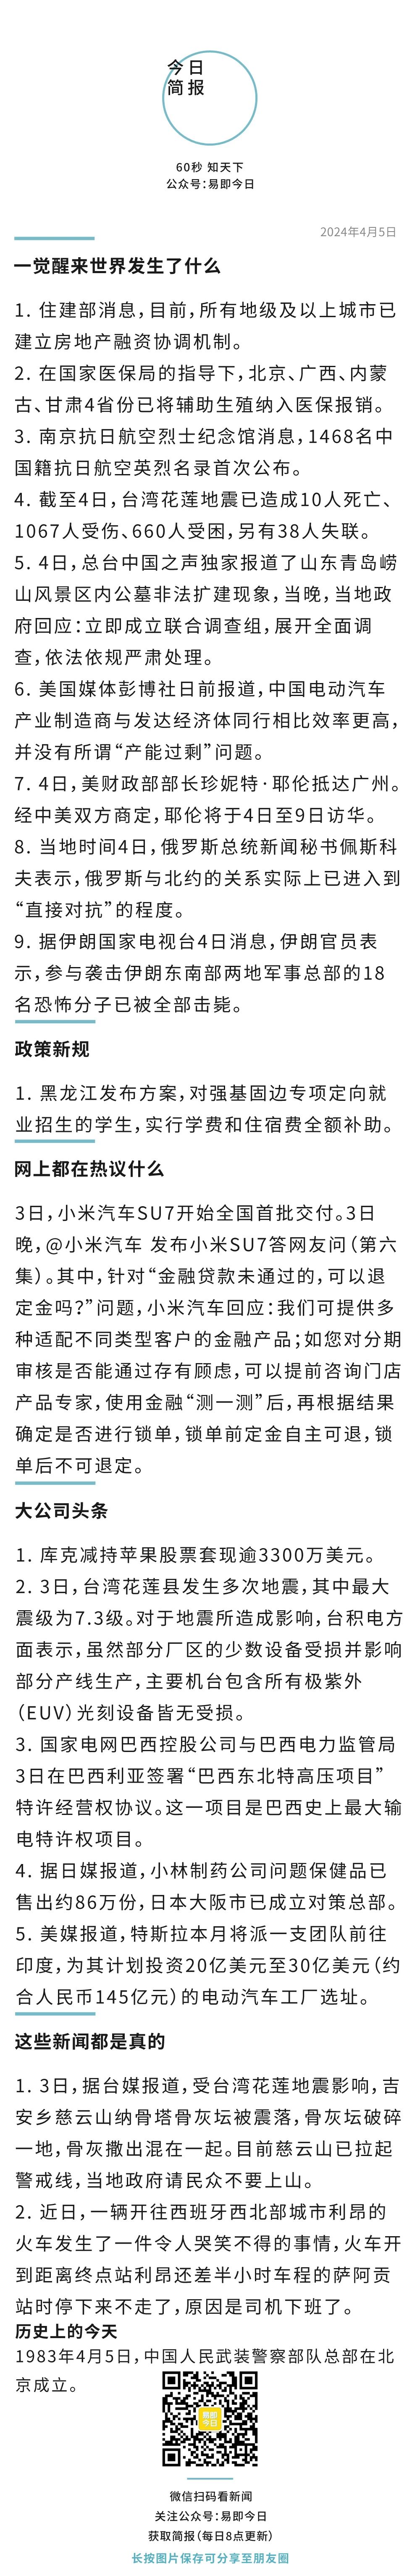 今日
简报
60秒 知天下
公众号：易即今日
2024年4月5日
一觉醒来世界发生了什么
1. 住建部消息，目前，所有地级及以上城市已
建立房地产融资协调机制。
2. 在国家医保局的指导下，北京、广西、内蒙
古、甘肃4省份已将辅助生殖纳入医保报销。
3. 南京抗日航空烈士纪念馆消息，1468名中
国籍抗日航空英烈名录首次公布。
4. 截至4日，台湾花莲地震已造成10人死亡、
1067人受伤、660人受困，另有38人失联。
5. 4日，总台中国之声独家报道了山东青岛崂
山风景区内公墓非法扩建现象，当晚，当地政
府回应：立即成立联合调查组，展开全面调
查，依法依规严肃处理。
6. 美国媒体彭博社日前报道，中国电动汽车
产业制造商与发达经济体同行相比效率更高，
并没有所谓“产能过剩”问题。
7. 4日，美财政部部长珍妮特·耶伦抵达广州。
经中美双方商定，耶伦将于4日至9日访华。
8. 当地时间4日，俄罗斯总统新闻秘书佩斯科
夫表示，俄罗斯与北约的关系实际上已进入到
“直接对抗”的程度。
9. 据伊朗国家电视台4日消息，伊朗官员表
示，参与袭击伊朗东南部两地军事总部的18
名恐怖分子已被全部击毙。
政策新规
1. 黑龙江发布方案，对强基固边专项定向就
业招生的学生，实行学费和住宿费全额补助。
网上都在热议什么
3日，小米汽车SU7开始全国首批交付。3日
晚，@小米汽车 发布小米SU7答网友问（第六
集）。其中，针对“金融贷款未通过的，可以退
定金吗？”问题，小米汽车回应：我们可提供多
种适配不同类型客户的金融产品；如您对分期
审核是否能通过存有顾虑，可以提前咨询门店
产品专家，使用金融“测一测”后，再根据结果
确定是否进行锁单，锁单前定金自主可退，锁
单后不可退定。
大公司头条
1. 库克减持苹果股票套现逾3300万美元。
2. 3日，台湾花莲县发生多次地震，其中最大
震级为7.3级。对于地震所造成影响，台积电方
面表示，虽然部分厂区的少数设备受损并影响
部分产线生产，主要机台包含所有极紫外
（EUV）光刻设备皆无受损。
3. 国家电网巴西控股公司与巴西电力监管局
3日在巴西利亚签署“巴西东北特高压项目”
特许经营权协议。这一项目是巴西史上最大输
电特许权项目。
4. 据日媒报道，小林制药公司问题保健品已
售出约86万份，日本大阪市已成立对策总部。
5. 美媒报道，特斯拉本月将派一支团队前往
印度，为其计划投资20亿美元至30亿美元（约
合人民币145亿元）的电动汽车工厂选址。
这些新闻都是真的
1. 3日，据台媒报道，受台湾花莲地震影响，吉
安乡慈云山纳骨塔骨灰坛被震落，骨灰坛破碎
一地，骨灰撒出混在一起。目前慈云山已拉起
警戒线，当地政府请民众不要上山。
2. 近日，一辆开往西班牙西北部城市利昂的
火车发生了一件令人哭笑不得的事情，火车开
到距离终点站利昂还差半小时车程的萨阿贡
站时停下来不走了，原因是司机下班了。
历史上的今天
1983年4月5日，中国人民武装警察部队总部在北
京成立。
易即
今日
微信扫码看新闻
关注公众号：易即今日
获取简报（每日8点更新）
长按图片保存可分享至朋友圈